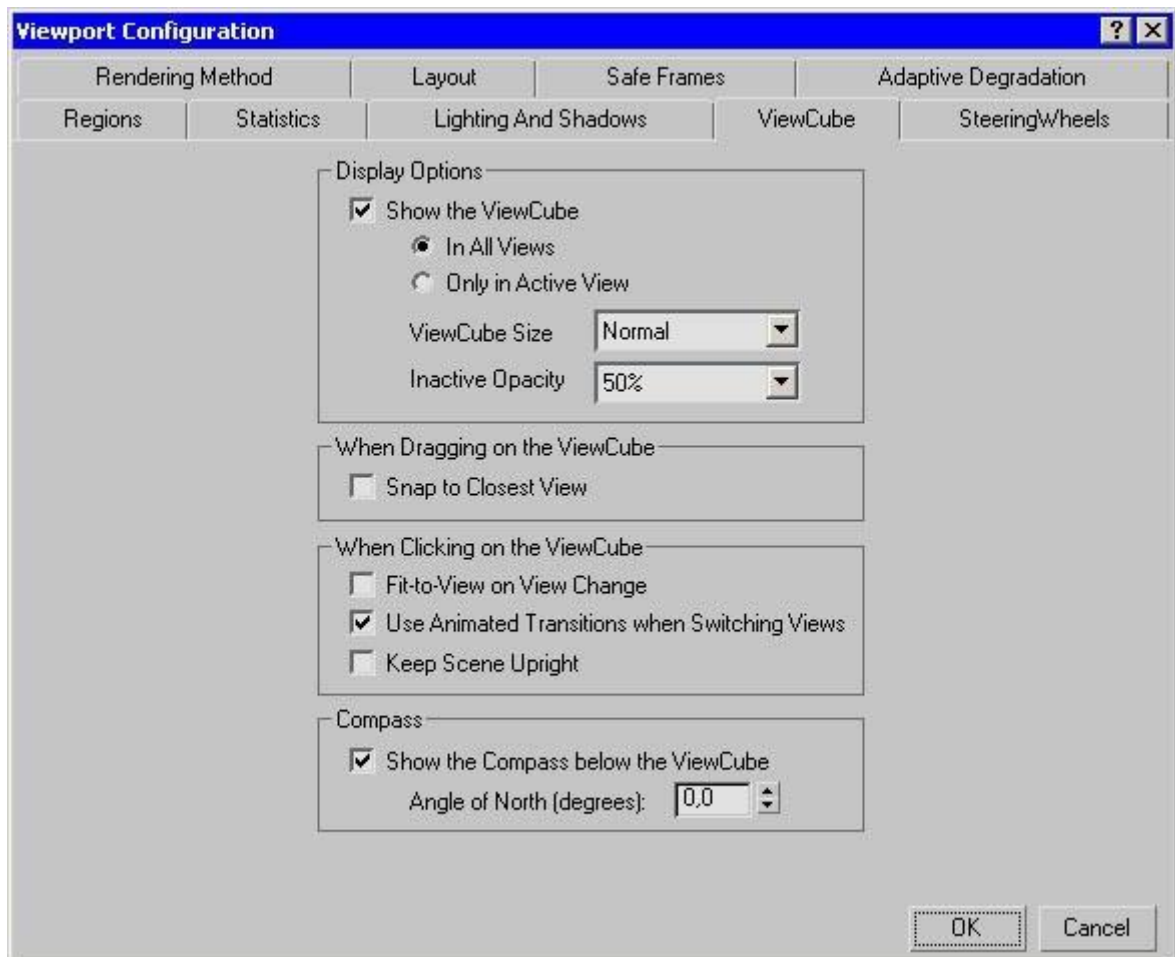 Viewport Configuration
Rendering Method Layout Safe Frames Adaptive Degradation
Regions Statistics Lighting And Shadows ViewCube SteeringWheels
Display Options
Show the ViewCube
In All Views
Only in Active View
ViewCube Size Normal
Inactive Opacity 50%
When Dragging on the ViewCube
Snap to Closest View
When Clicking on the ViewCube
Fit-to-View on View Change
Use Animated Transitions when Switching Views
Keep Scene Upright
Compass
Show the Compass below the ViewCube
Angle of North (degrees): 0,0
OK Cancel